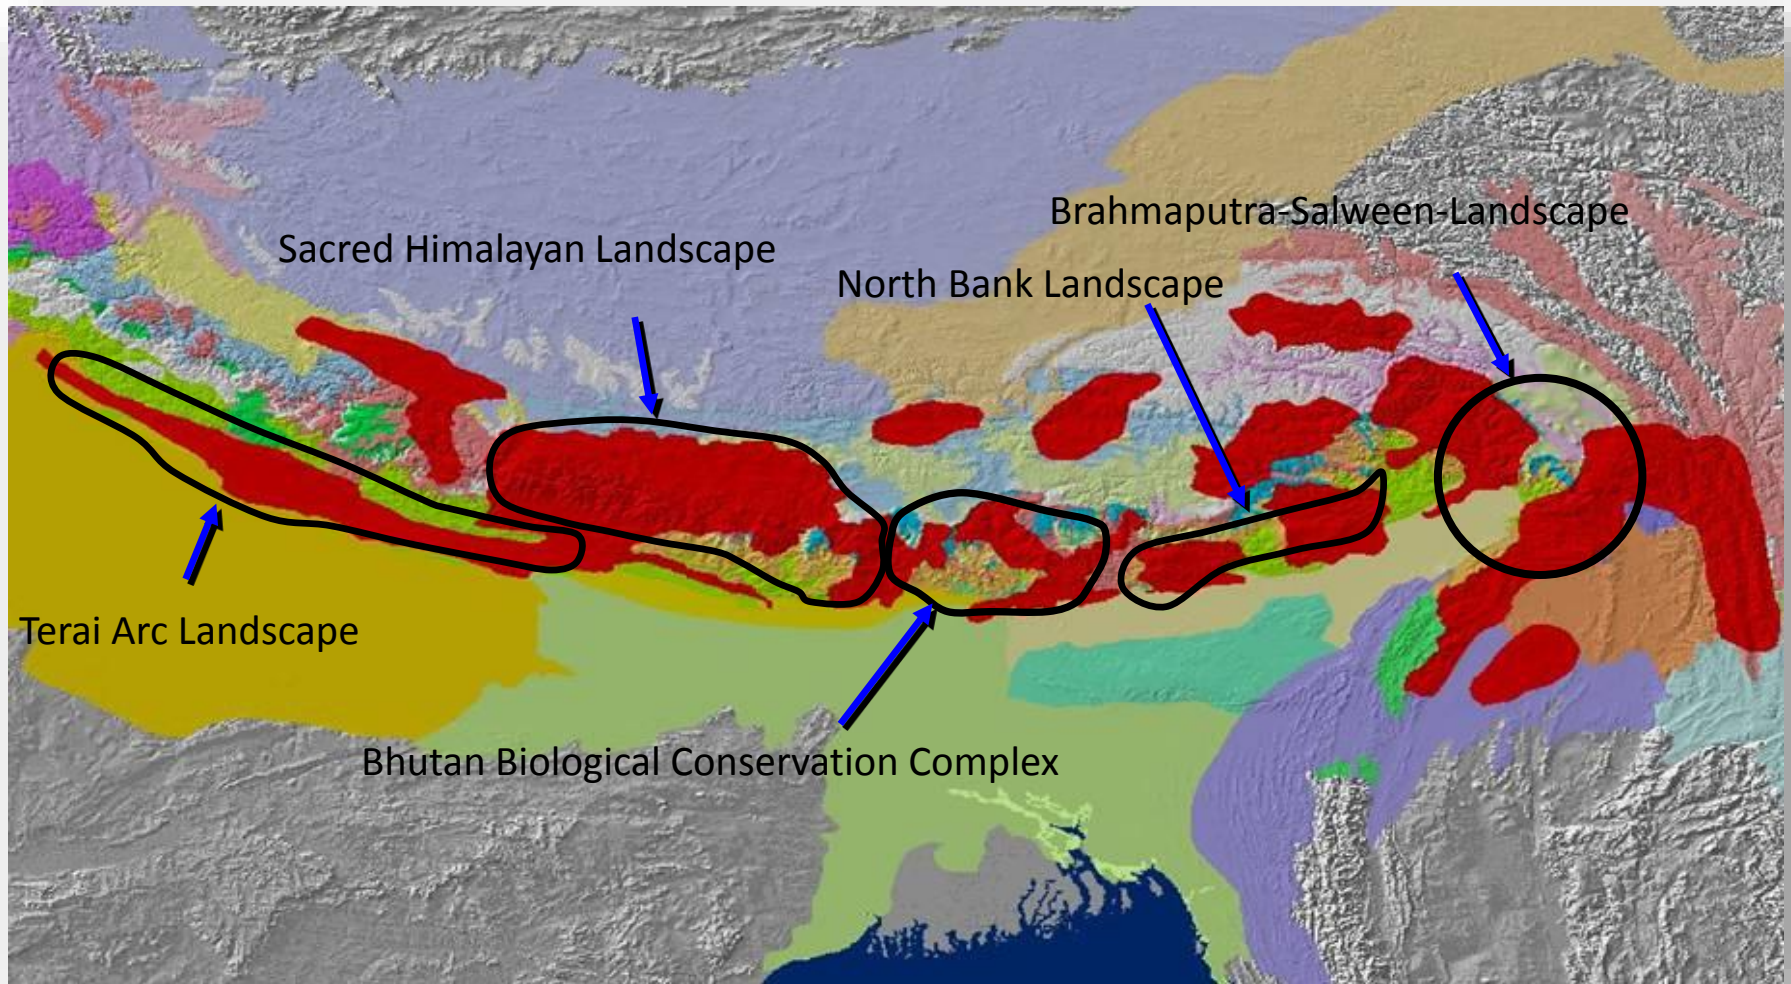 Brahmaputra-Salween-Landscape
Sacred Himalayan Landscape
North Bank Landscape
Terai Arc Landscape
Bhutan Biological Conservation Complex